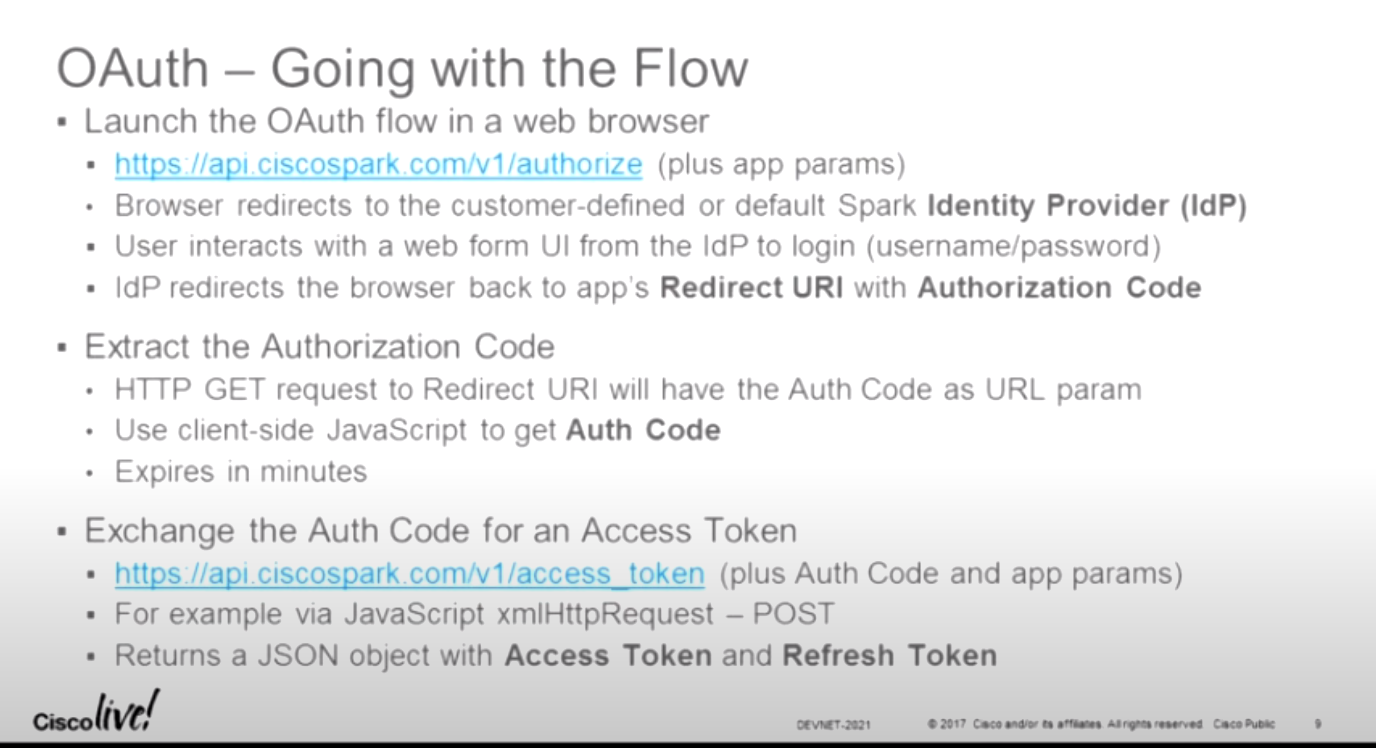 OAuth – Going with the Flow
▪ Launch the OAuth flow in a web browser
▪ https://api.ciscospark.com/v1/authorize (plus app params)
• Browser redirects to the customer-defined or default Spark Identity Provider (IdP)
▪ User interacts with a web form UI from the IdP to login (username/password)
▪ IdP redirects the browser back to app's Redirect URI with Authorization Code
▪ Extract the Authorization Code
• HTTP GET request to Redirect URI will have the Auth Code as URL param
• Use client-side JavaScript to get Auth Code
• Expires in minutes
▪ Exchange the Auth Code for an Access Token
▪ https://api.ciscospark.com/v1/access_token (plus Auth Code and app params)
▪ For example via JavaScript xmlHttpRequest – POST
▪ Returns a JSON object with Access Token and Refresh Token
Cisco live! DEVNET-2021 © 2017 Cisco and/or its affiliates. All rights reserved. Cisco Public 9